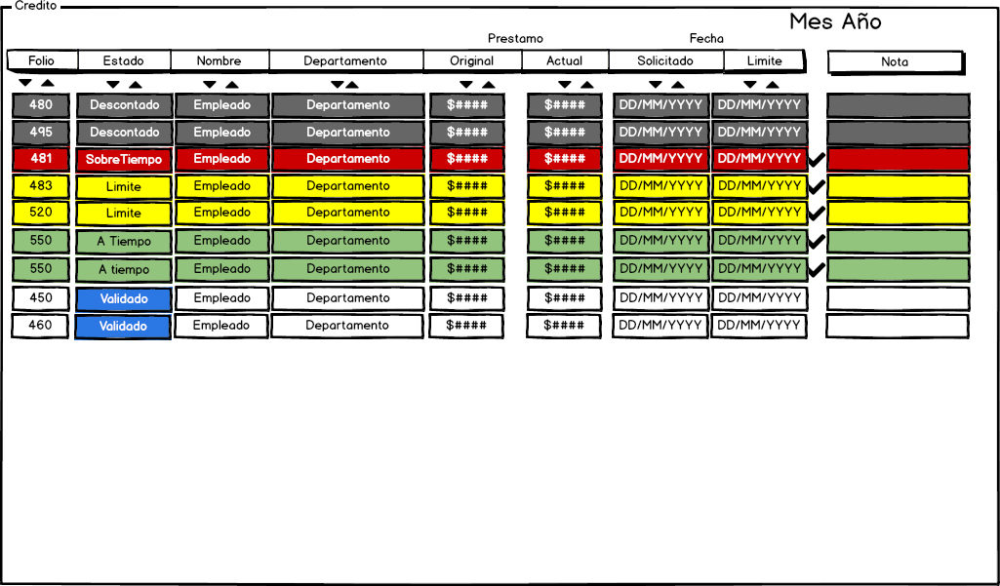 Credito
Mes Año
Prestamo Fecha
Folio Estado Nombre Departamento Original Actual Solicitado Limite Nota
480 Descontado Empleado Departamento $#### $#### DD/MM/YYYY DD/MM/YYYY
495 Descontado Empleado Departamento $#### $#### DD/MM/YYYY DD/MM/YYYY
481 SobreTiempo Empleado Departamento $#### $#### DD/MM/YYYY DD/MM/YYYY
483 Limite Empleado Departamento $#### $#### DD/MM/YYYY DD/MM/YYYY
520 Limite Empleado Departamento $#### $#### DD/MM/YYYY DD/MM/YYYY
550 A Tiempo Empleado Departamento $#### $#### DD/MM/YYYY DD/MM/YYYY
550 A tiempo Empleado Departamento $#### $#### DD/MM/YYYY DD/MM/YYYY
450 Validado Empleado Departamento $#### $#### DD/MM/YYYY DD/MM/YYYY
460 Validado Empleado Departamento $#### $#### DD/MM/YYYY DD/MM/YYYY